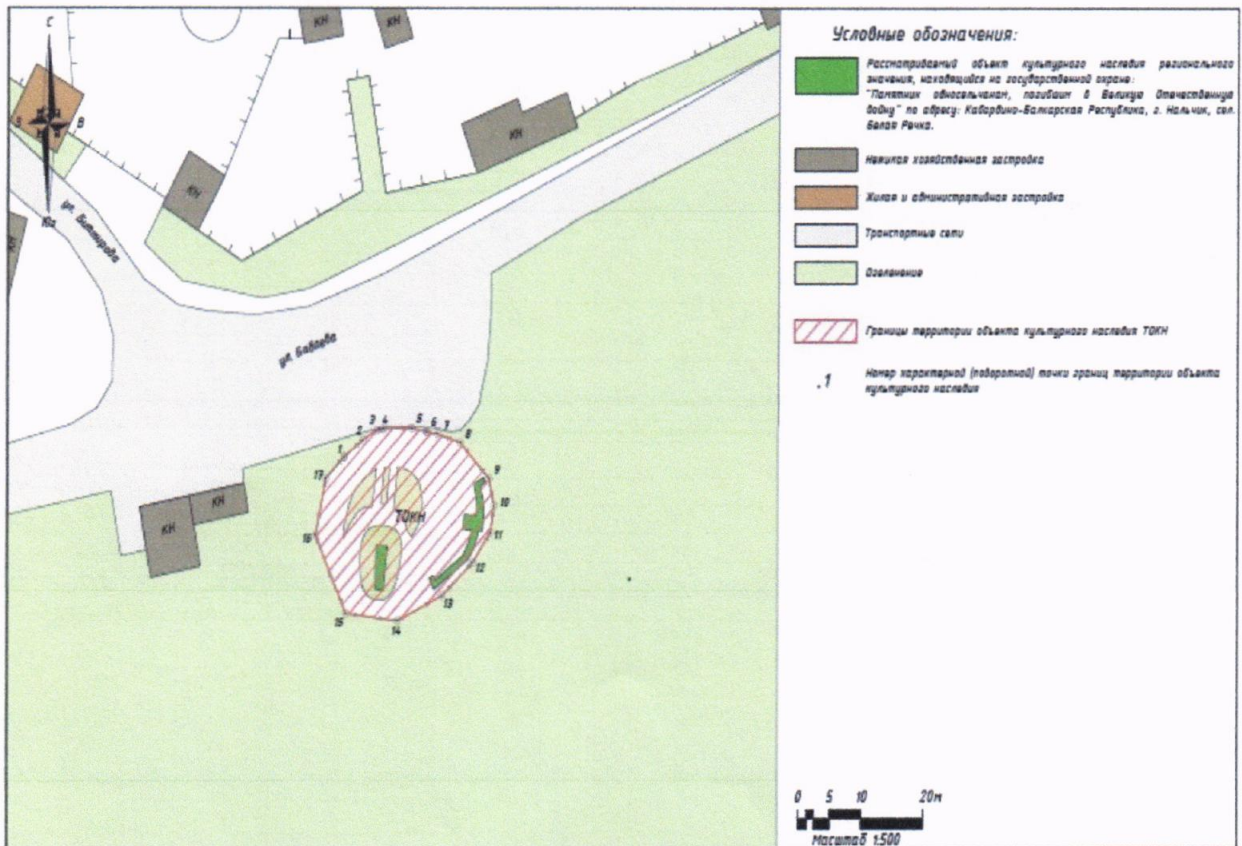 С
З
В
Ю
КН
КН
КН
КН
ул. Битирова
ул. Бабаева
3 4 5 6 7
2 8
1
17 9
10
ТОКН
КН
КН
16 11
12
13
15 14
Условные обозначения:
Рассматриваемый объект культурного наследия регионального
значения, находящийся на государственной охране:
"Памятник односельчанам, погибшим в Великую Отечественную
войну" по адресу: Кабардино-Балкарская Республика, г. Нальчик, сел.
Белая Речка.
Нежилая хозяйственная застройка
Жилая и административная застройка
Транспортные сети
Озеленение
Границы территории объекта культурного наследия ТОКН
.1
Номер характерной (поворотной) точки границ территории объекта
культурного наследия
0 5 10 20м
Масштаб 1:500